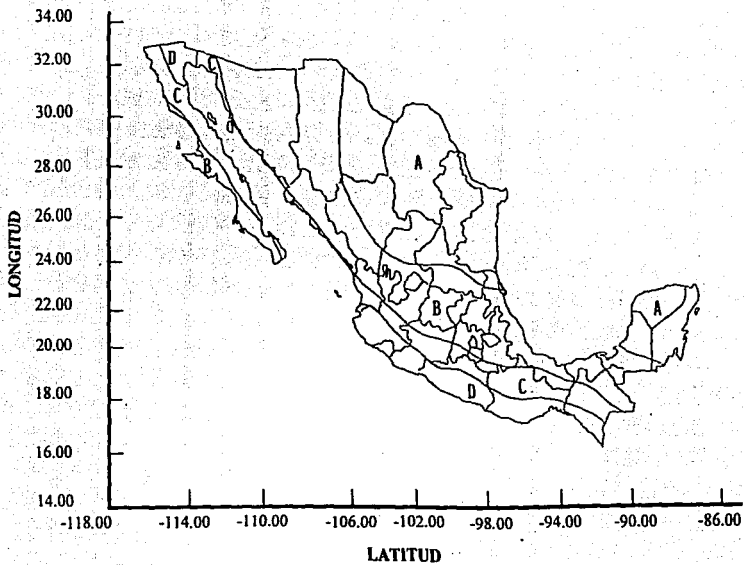 34.00
32.00
30.00
28.00
26.00
24.00
22.00
20.00
18.00
16.00
14.00
LONGITUD
D
C
C
B
A
B
A
C
D
-118.00
-114.00
-110.00
-106.00
-102.00
-98.00
-94.00
-90.00
-86.00
LATITUD